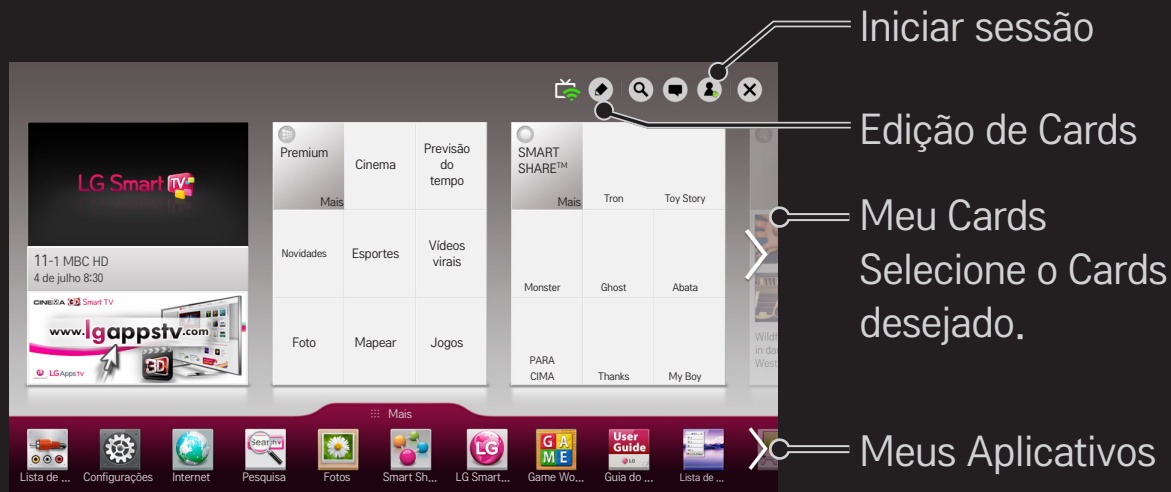 Iniciar sessão
Edição de Cards
Meu Cards
Selecione o Cards
desejado.
Meus Aplicativos
LG Smart TV
11-1 MBC HD
4 de julho 8:30
CINEMA 3D Smart TV
www.lgappstv.com
3D
LG Apps TV
Premium
Mais
Cinema
Previsão
do
tempo
Novidades
Esportes
Vídeos
virais
Foto
Mapear
Jogos
SMART
SHARE™
Mais
Tron
Toy Story
Monster
Ghost
Abata
PARA
CIMA
Thanks
My Boy
in da
West
Mais
Search
LG
GAME
User
Guide
LG
Lista de ...
Configurações
Internet
Pesquisa
Fotos
Smart Sh...
LG Smart...
Game Wo...
Guia do ...
Lista de ...